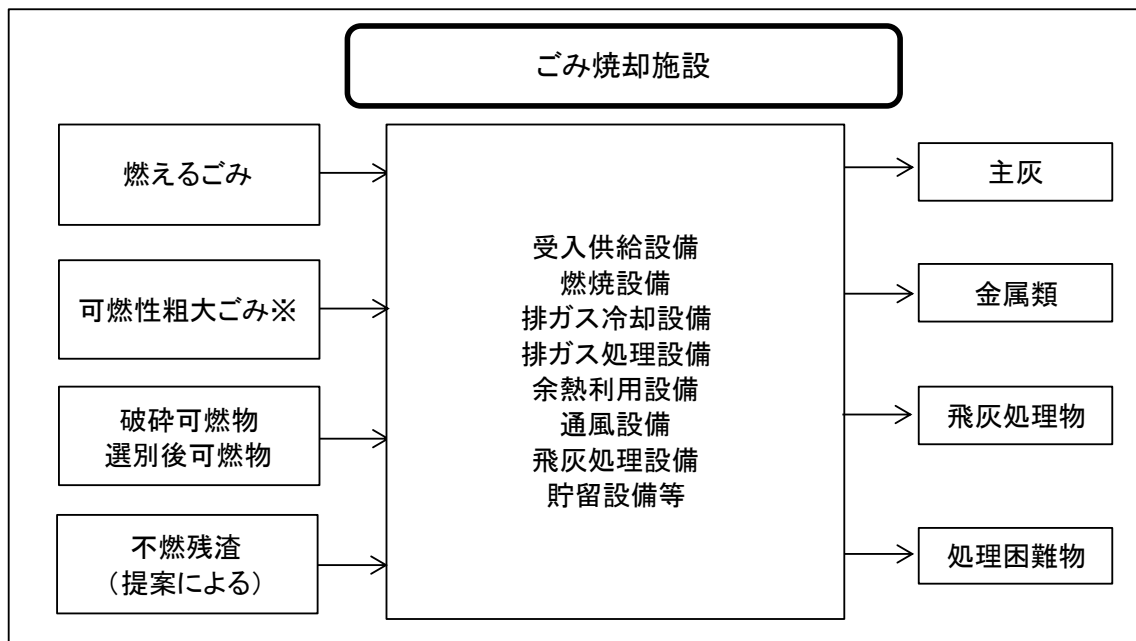 ごみ焼却施設
燃えるごみ
可燃性粗大ごみ※
破砕可燃物
選別後可燃物
不燃残渣
（提案による）
受入供給設備
燃焼設備
排ガス冷却設備
排ガス処理設備
余熱利用設備
通風設備
飛灰処理設備
貯留設備等
主灰
金属類
飛灰処理物
処理困難物